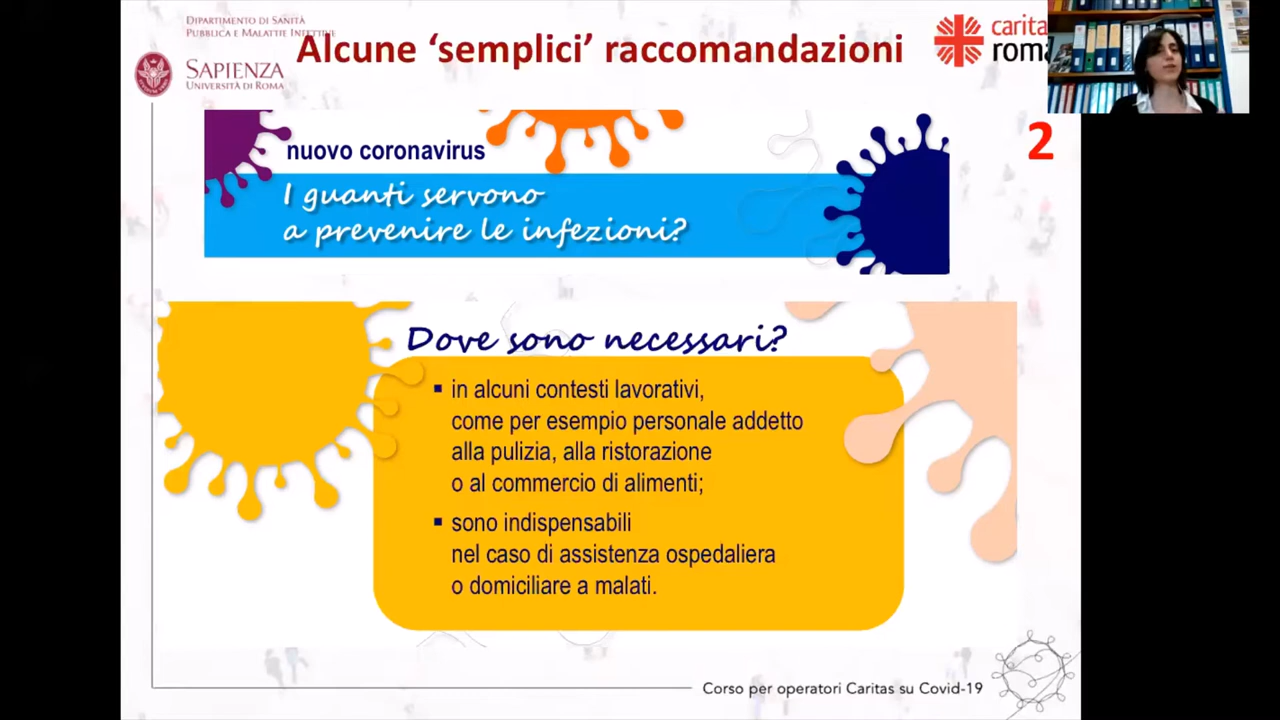 DIPARTIMENTO DI SANITÀ
PUBBLICA E MALATTIE INFETTIVE
SAPIENZA
UNIVERSITÀ DI ROMA
Alcune ‘semplici’ raccomandazioni
caritas
roma
2
nuovo coronavirus
I guanti servono
a prevenire le infezioni?
Dove sono necessari?
▪ in alcuni contesti lavorativi,
come per esempio personale addetto
alla pulizia, alla ristorazione
o al commercio di alimenti;
▪ sono indispensabili
nel caso di assistenza ospedaliera
o domiciliare a malati.
Corso per operatori Caritas su Covid-19